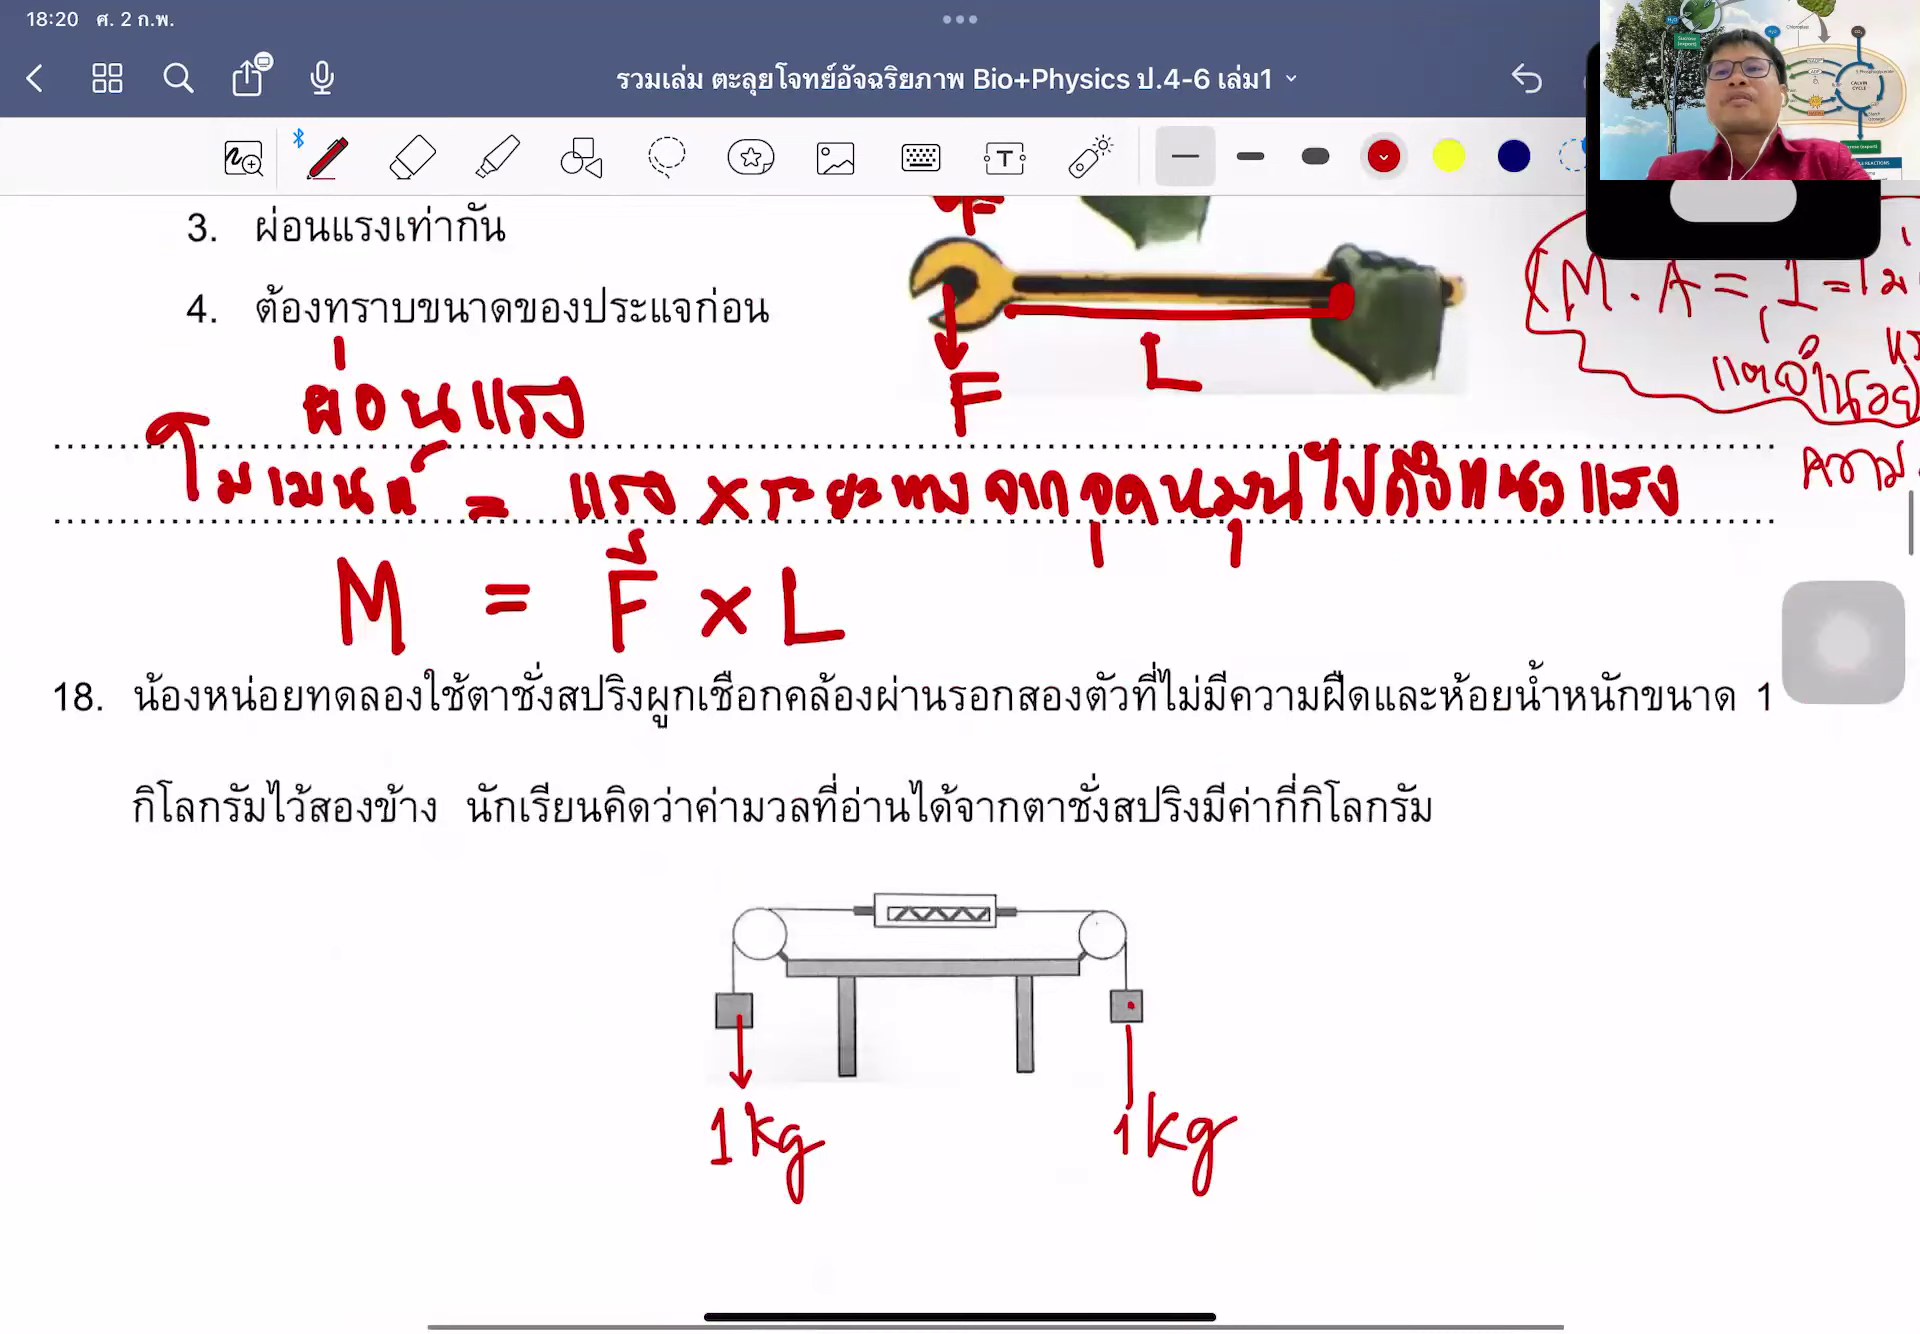 18:20 ศ. 2 ก.พ.
รวมเล่ม ตะลุยโจทย์อัจฉริยภาพ Bio+Physics ป.4-6 เล่ม1
3. ผ่อนแรงเท่ากัน
4. ต้องทราบขนาดของประแจก่อน
F
L
M.A = 1 =
ผ่อนแรง
โมเมนต์ = แรง × ระยะทางจากจุดหมุนไปถึงแนวแรง
M = F × L
18. น้องหน่อยทดลองใช้ตาชั่งสปริงผูกเชือกคล้องผ่านรอกสองตัวที่ไม่มีความฝืดและห้อยน้ำหนักขนาด 1
กิโลกรัมไว้สองข้าง นักเรียนคิดว่าค่ามวลที่อ่านได้จากตาชั่งสปริงมีค่ากี่กิโลกรัม
1 kg 1 kg